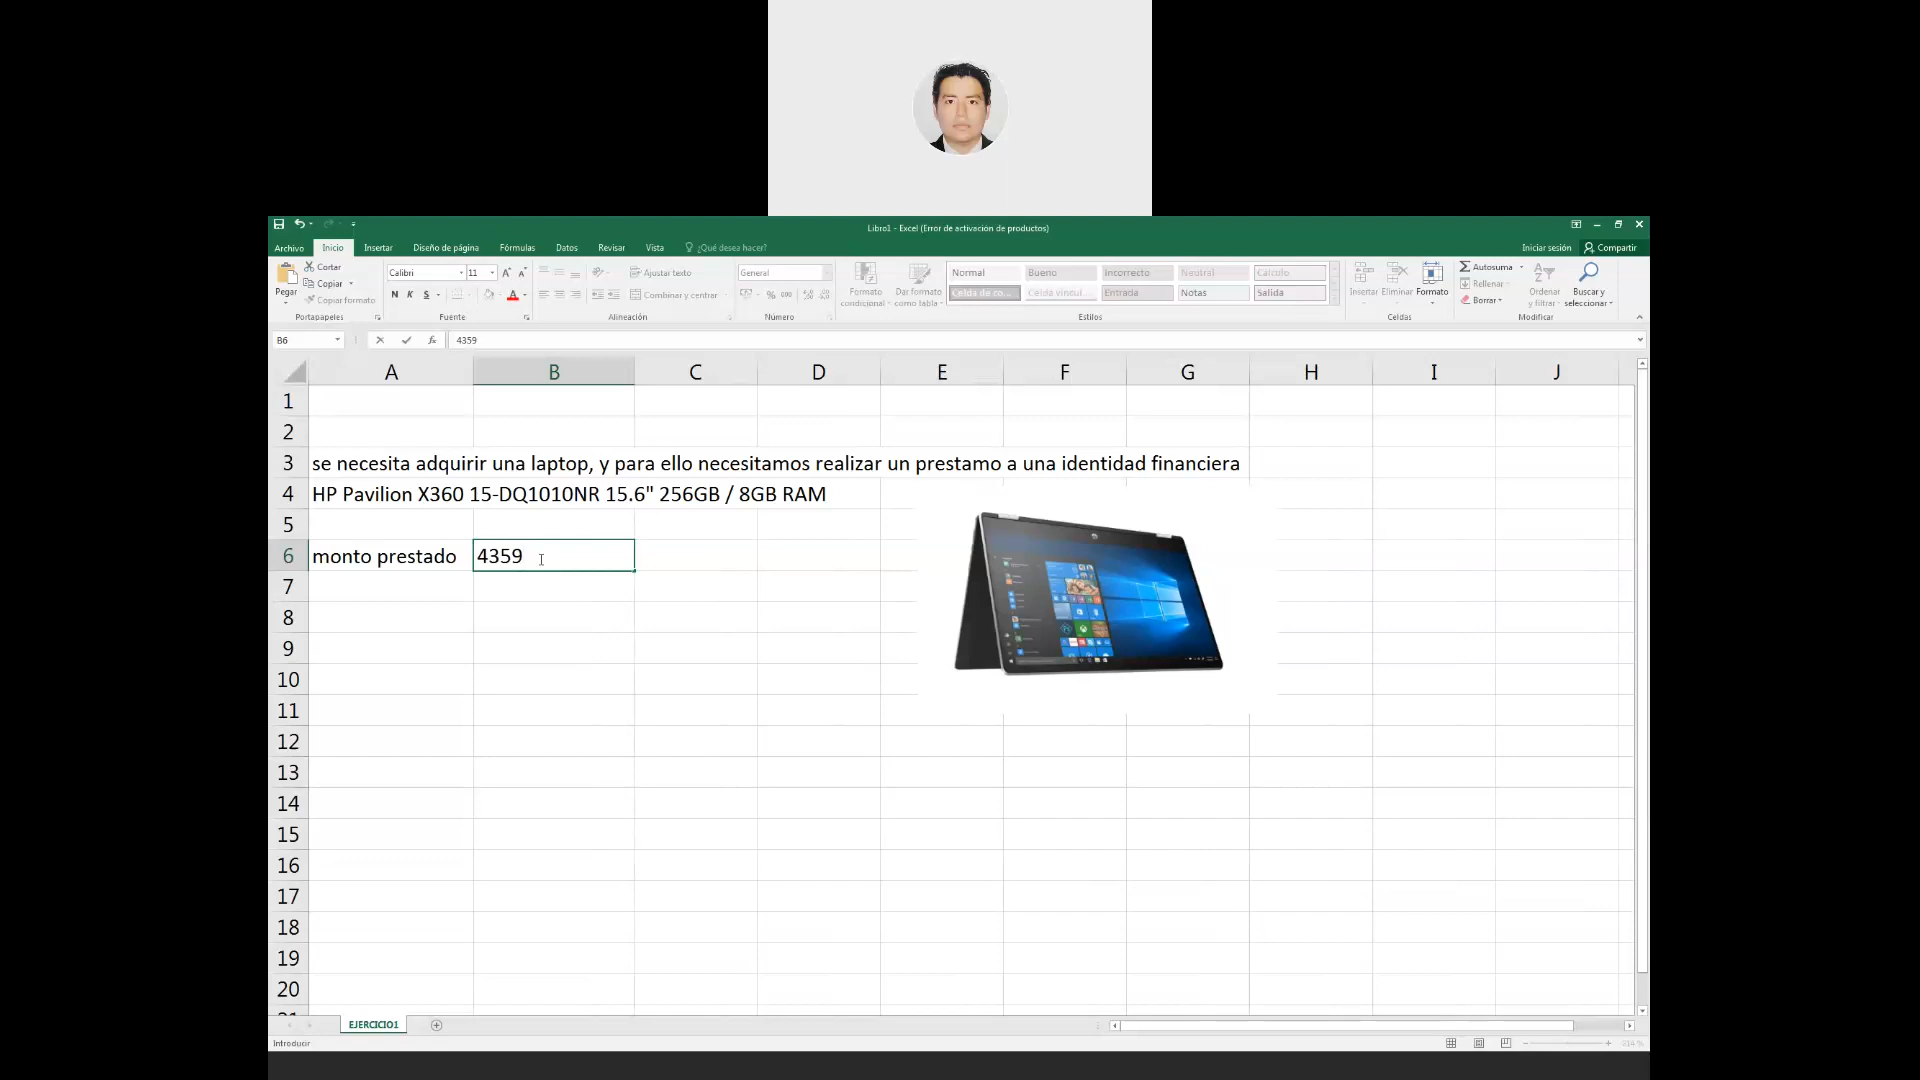 Libro1 - Excel (Error de activación de productos)
Archivo Inicio Insertar Diseño de página Fórmulas Datos Revisar Vista ¿Qué desea hacer? Iniciar sesión Compartir
Pegar
Cortar
Copiar
Copiar formato
Portapapeles
Calibri 11
N K S
Fuente
Ajustar texto
Combinar y centrar
Alineación
General
% 000
Número
Formato condicional
Dar formato como tabla
Normal Bueno Incorrecto Neutral Cálculo
Celda de co... Celda vincul... Entrada Notas Salida
Estilos
Insertar Eliminar Formato
Celdas
Autosuma
Rellenar
Borrar
Ordenar y filtrar
Buscar y seleccionar
Modificar
B6 fx 4359
A B C D E F G H I J
1
2
3 se necesita adquirir una laptop, y para ello necesitamos realizar un prestamo a una identidad financiera
4 HP Pavilion X360 15-DQ1010NR 15.6" 256GB / 8GB RAM
5
6 monto prestado 4359
7
8
9
10
11
12
13
14
15
16
17
18
19
20
EJERCICIO1
Introducir
214 %